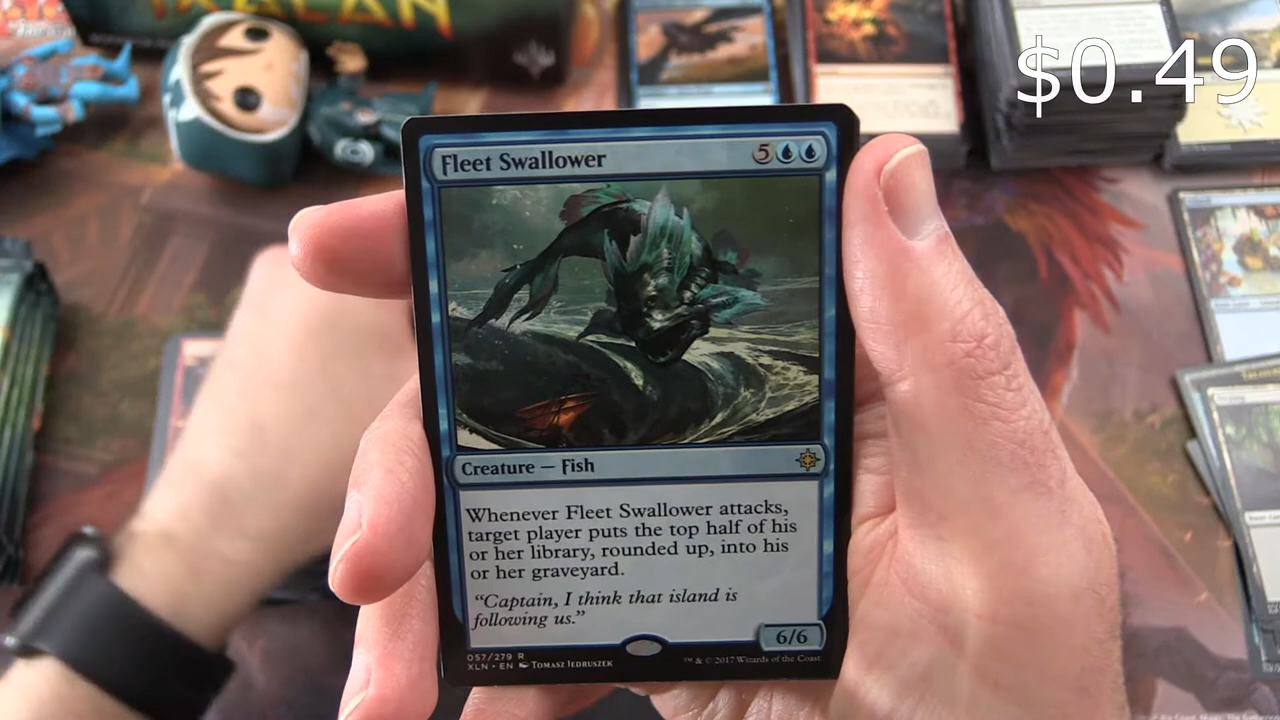 IXALAN
$0.49
Fleet Swallower 5
Creature — Fish
Whenever Fleet Swallower attacks,
target player puts the top half of his
or her library, rounded up, into his
or her graveyard.
"Captain, I think that island is
following us."
6/6
057/279 R
XLN • EN Tomasz Jedruszek
™ & © 2017 Wizards of the Coast